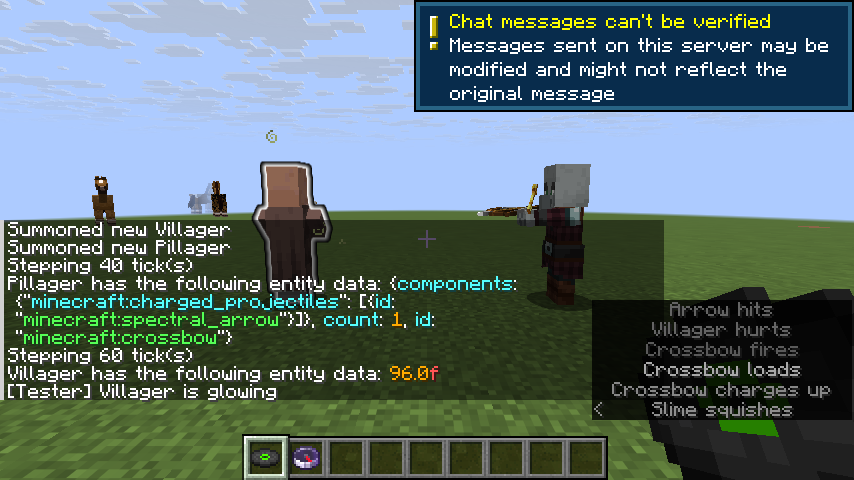 Chat messages can't be verified
Messages sent on this server may be
modified and might not reflect the
original message
Summoned new Villager
Summoned new Pillager
Stepping 40 tick(s)
Pillager has the following entity data: {components:
{"minecraft:charged_projectiles": [{id:
"minecraft:spectral_arrow"}]}, count: 1, id:
"minecraft:crossbow"}
Stepping 60 tick(s)
Villager has the following entity data: 96.0f
[Tester] Villager is glowing
Arrow hits
Villager hurts
Crossbow fires
Crossbow loads
Crossbow charges up
< Slime squishes